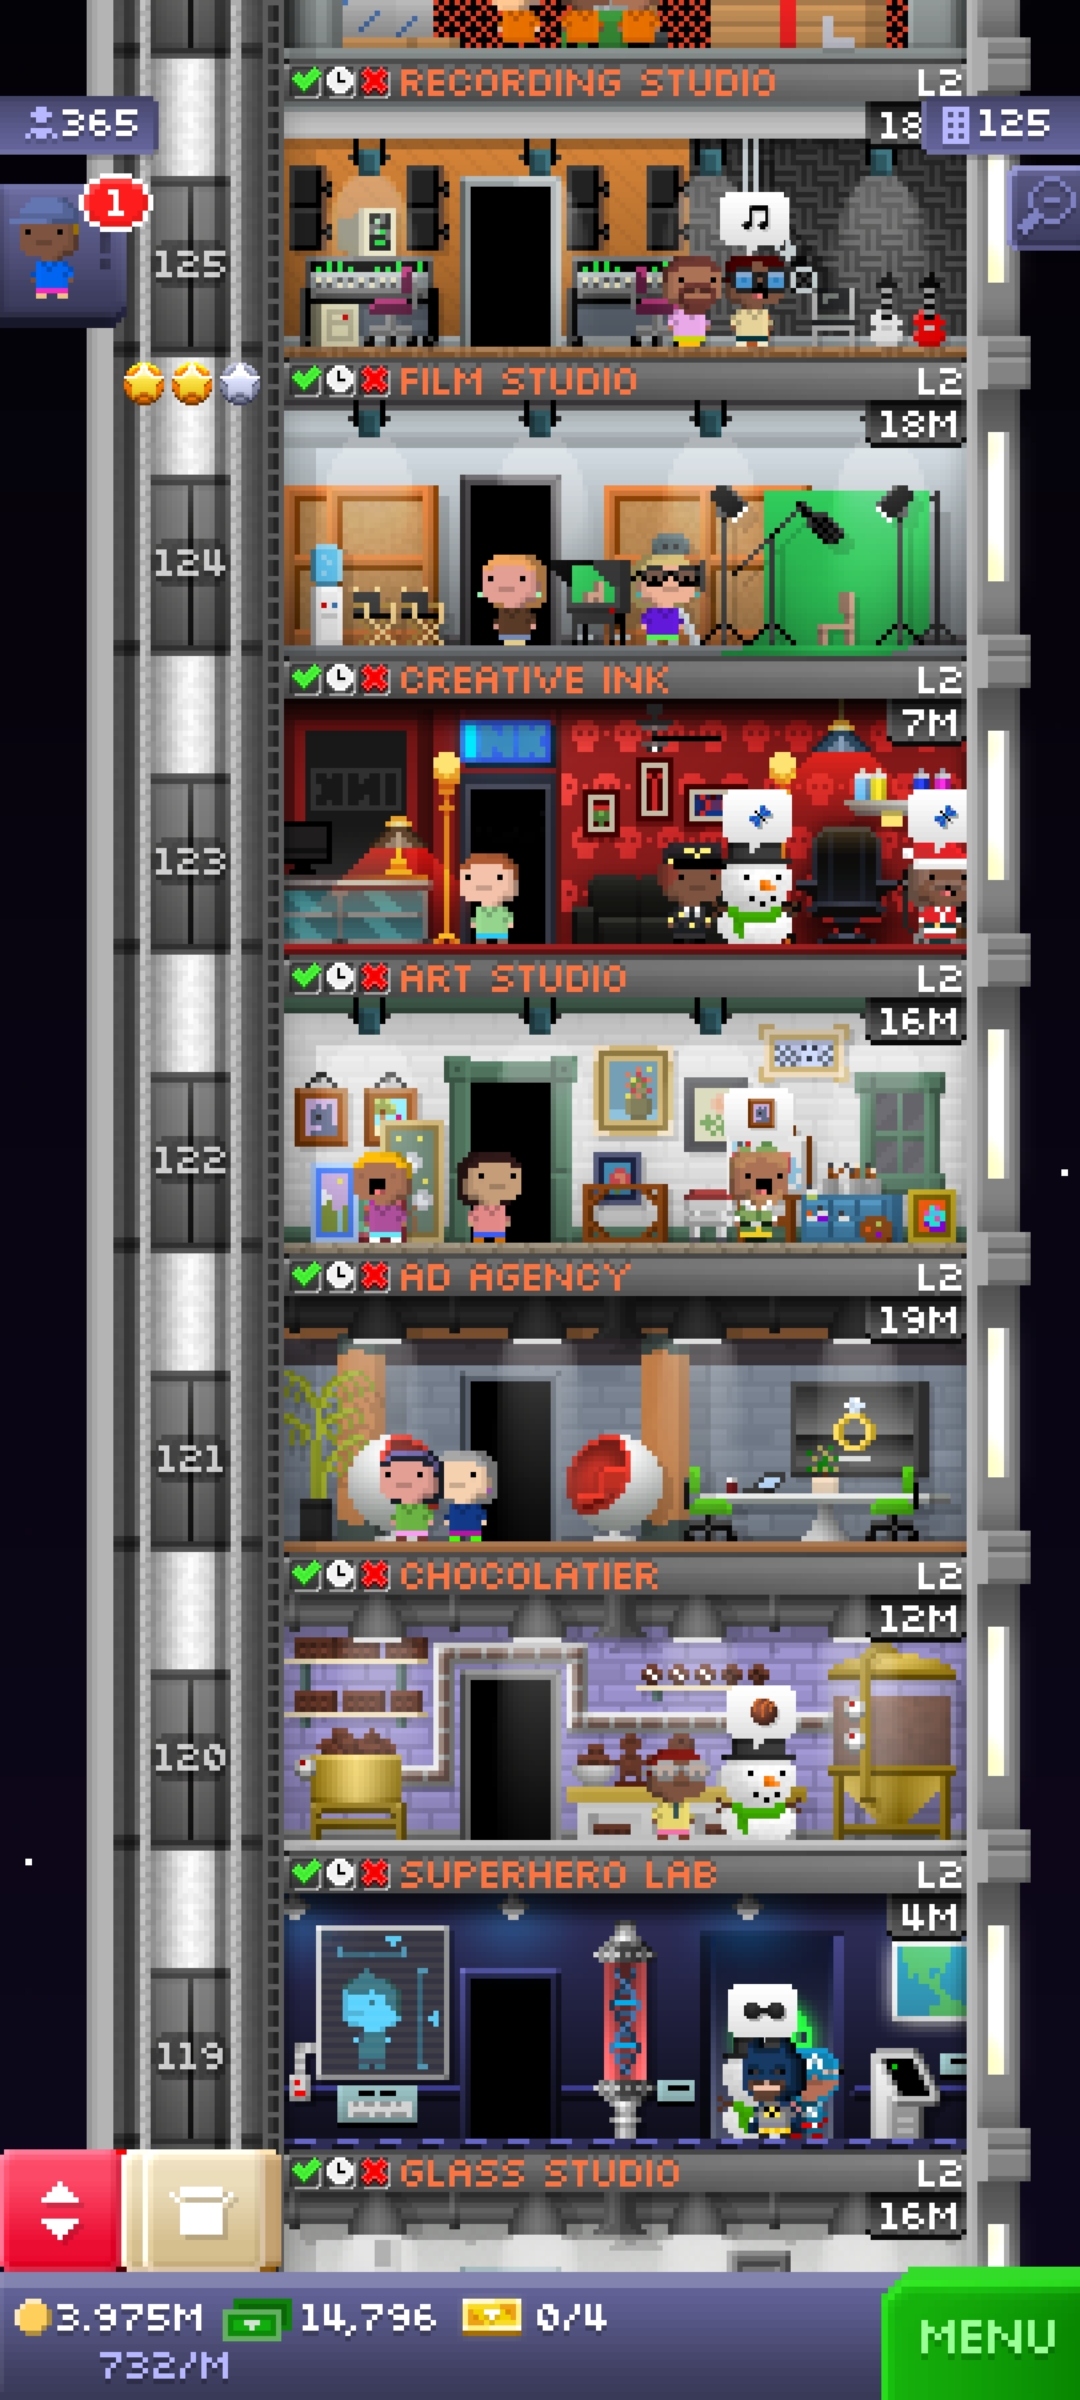 RECORDING STUDIO L2
365
18
125
1
125
FILM STUDIO L2
18M
124
CREATIVE INK L2
7M
INK
123
ART STUDIO L2
16M
122
AD AGENCY L2
19M
121
CHOCOLATIER L2
12M
120
SUPERHERO LAB L2
4M
119
GLASS STUDIO L2
16M
3.975M 14,796 0/4
732/M
MENU